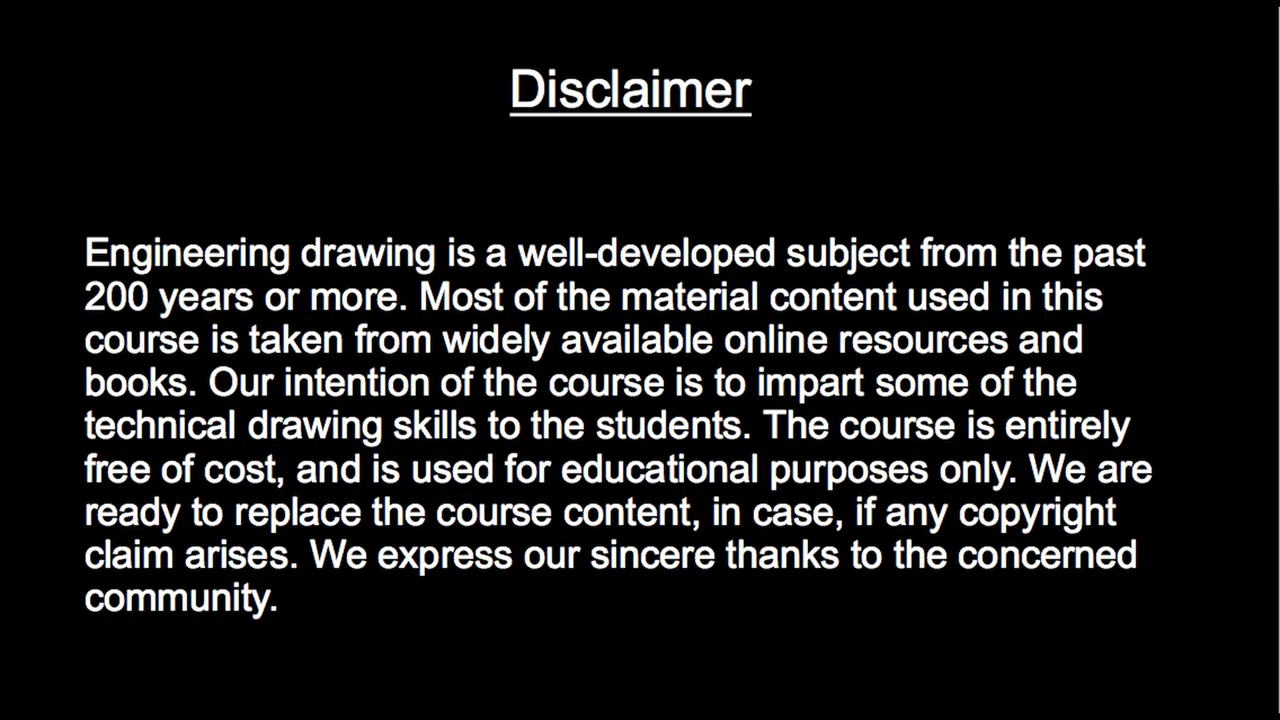 Disclaimer
Engineering drawing is a well-developed subject from the past
200 years or more. Most of the material content used in this
course is taken from widely available online resources and
books. Our intention of the course is to impart some of the
technical drawing skills to the students. The course is entirely
free of cost, and is used for educational purposes only. We are
ready to replace the course content, in case, if any copyright
claim arises. We express our sincere thanks to the concerned
community.